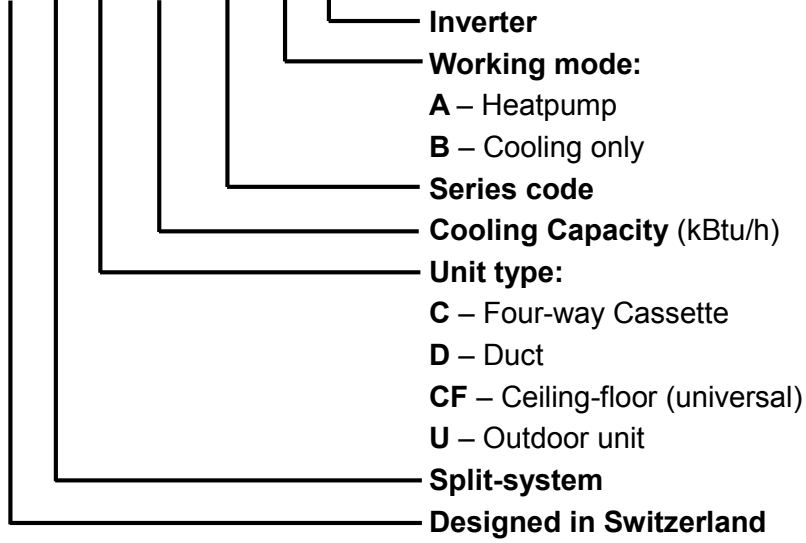 Inverter
Working mode:
A – Heatpump
B – Cooling only
Series code
Cooling Capacity (kBtu/h)
Unit type:
C – Four-way Cassette
D – Duct
CF – Ceiling-floor (universal)
U – Outdoor unit
Split-system
Designed in Switzerland